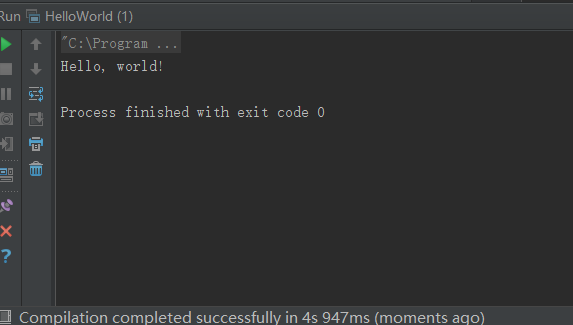 Run HelloWorld (1)
"C:\Program ...
Hello, world!
Process finished with exit code 0
Compilation completed successfully in 4s 947ms (moments ago)